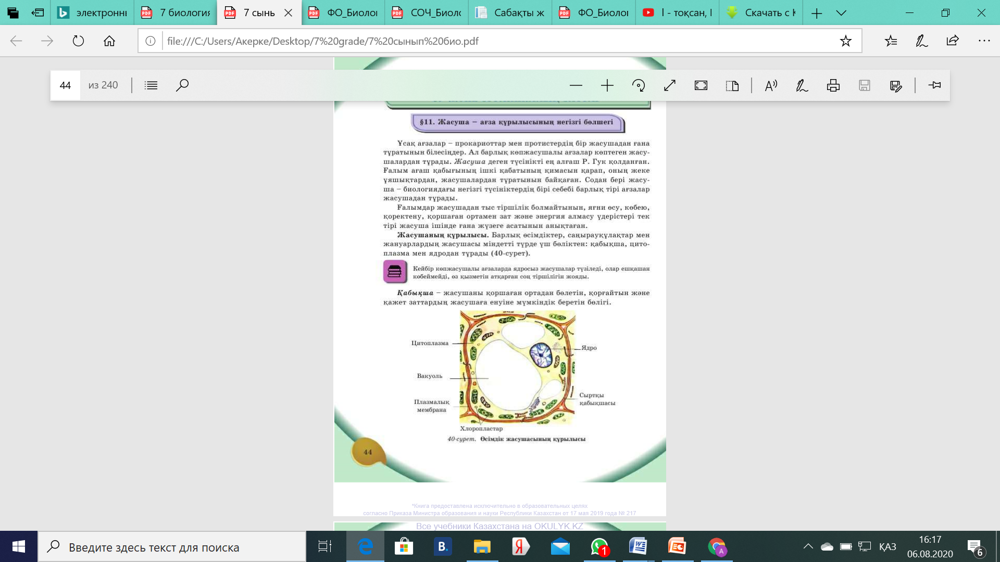 электроннь
7 биология
7 сынь
ФО_Биолог
СОЧ_Биоло
Сабақты ж
ФО_Биолог
I - тоқсан, І
Скачать с К
file:///C:/Users/Акерке/Desktop/7%20grade/7%20сынып%20био.pdf
44 из 240
§11. Жасуша – ағза құрылысының негізгі бөлшегі
Ұсақ ағзалар – прокариоттар мен протистердің бір жасушадан ғана
тұратынын білесіңдер. Ал барлық көпжасушалы ағзалар көптеген жасу-
шалардан тұрады. Жасуша деген түсінікті ең алғаш Р. Гук қолданған.
Ғалым ағаш қабығының ішкі қабатының қимасын қарап, оның жеке
ұяшықтардан, жасушалардан тұратынын байқаған. Содан бері жасу-
ша – биологиядағы негізгі түсініктердің бірі себебі барлық тірі ағзалар
жасушадан тұрады.
Ғалымдар жасушадан тыс тіршілік болмайтынын, яғни өсу, көбею,
қоректену, қоршаған ортамен зат және энергия алмасу үдерістері тек
тірі жасуша ішінде ғана жүзеге асатынын анықтаған.
Жасушаның құрылысы. Барлық өсімдіктер, саңырауқұлақтар мен
жануарлардың жасушасы міндетті түрде үш бөліктен: қабықша, цито-
плазма мен ядродан тұрады (40-сурет).
Кейбір көпжасушалы ағзаларда ядросыз жасушалар түзіледі, олар ешқашан
көбеймейді, өз қызметін атқарған соң тіршілігін жояды.
Қабықша – жасушаны қоршаған ортадан бөлетін, қорғайтын және
қажет заттардың жасушаға енуіне мүмкіндік беретін бөлігі.
Цитоплазма
Ядро
Вакуоль
Сыртқы
қабықшасы
Плазмалық
мембрана
Хлоропластар
40-сурет. Өсімдік жасушасының құрылысы
44
*Книга предоставлена исключительно в образовательных целях
согласно Приказа Министра образования и науки Республики Казахстан от 17 мая 2019 года № 217
Все учебники Казахстана на OKULYK.KZ
Введите здесь текст для поиска
B.
Я
1
A
ҚАЗ
16:17
06.08.2020
6